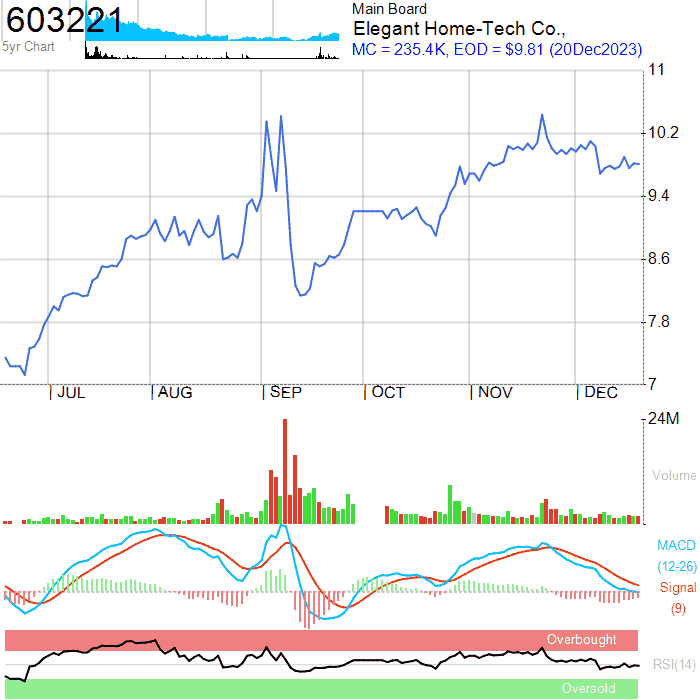 603221
5yr Chart
Main Board
Elegant Home-Tech Co.,
MC = 235.4K, EOD = $9.81 (20Dec2023)
11
10.2
9.4
8.6
7.8
7
JUL
AUG
SEP
OCT
NOV
DEC
24M
Volume
MACD
(12-26)
Signal
(9)
Overbought
RSI(14)
Oversold